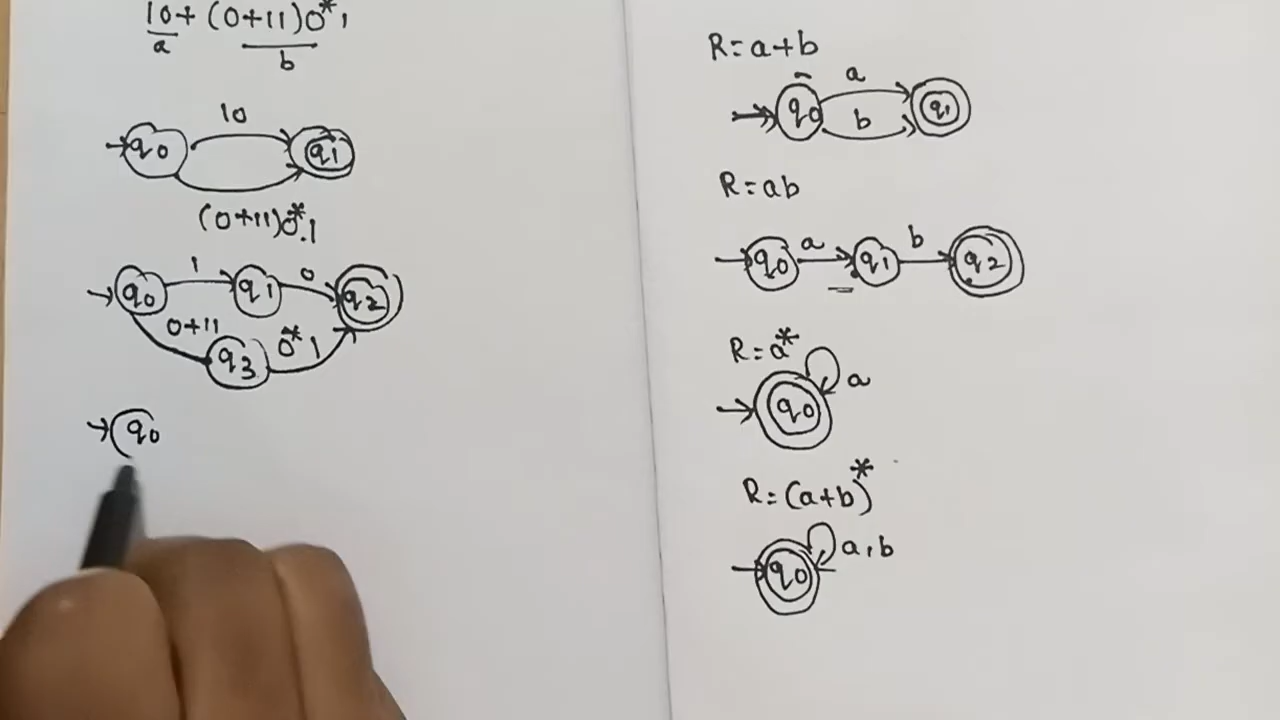 10+(0+11)0*1
a
b
10
q0
q1
(0+11)0*.1
1
0
q0
q1
q2
0+11
q3
0* 1
q0
R=a+b
a
q0
b
q1
R=ab
q0
a
q1
b
q2
R=a*
a
q0
R=(a+b)*
q0
a,b